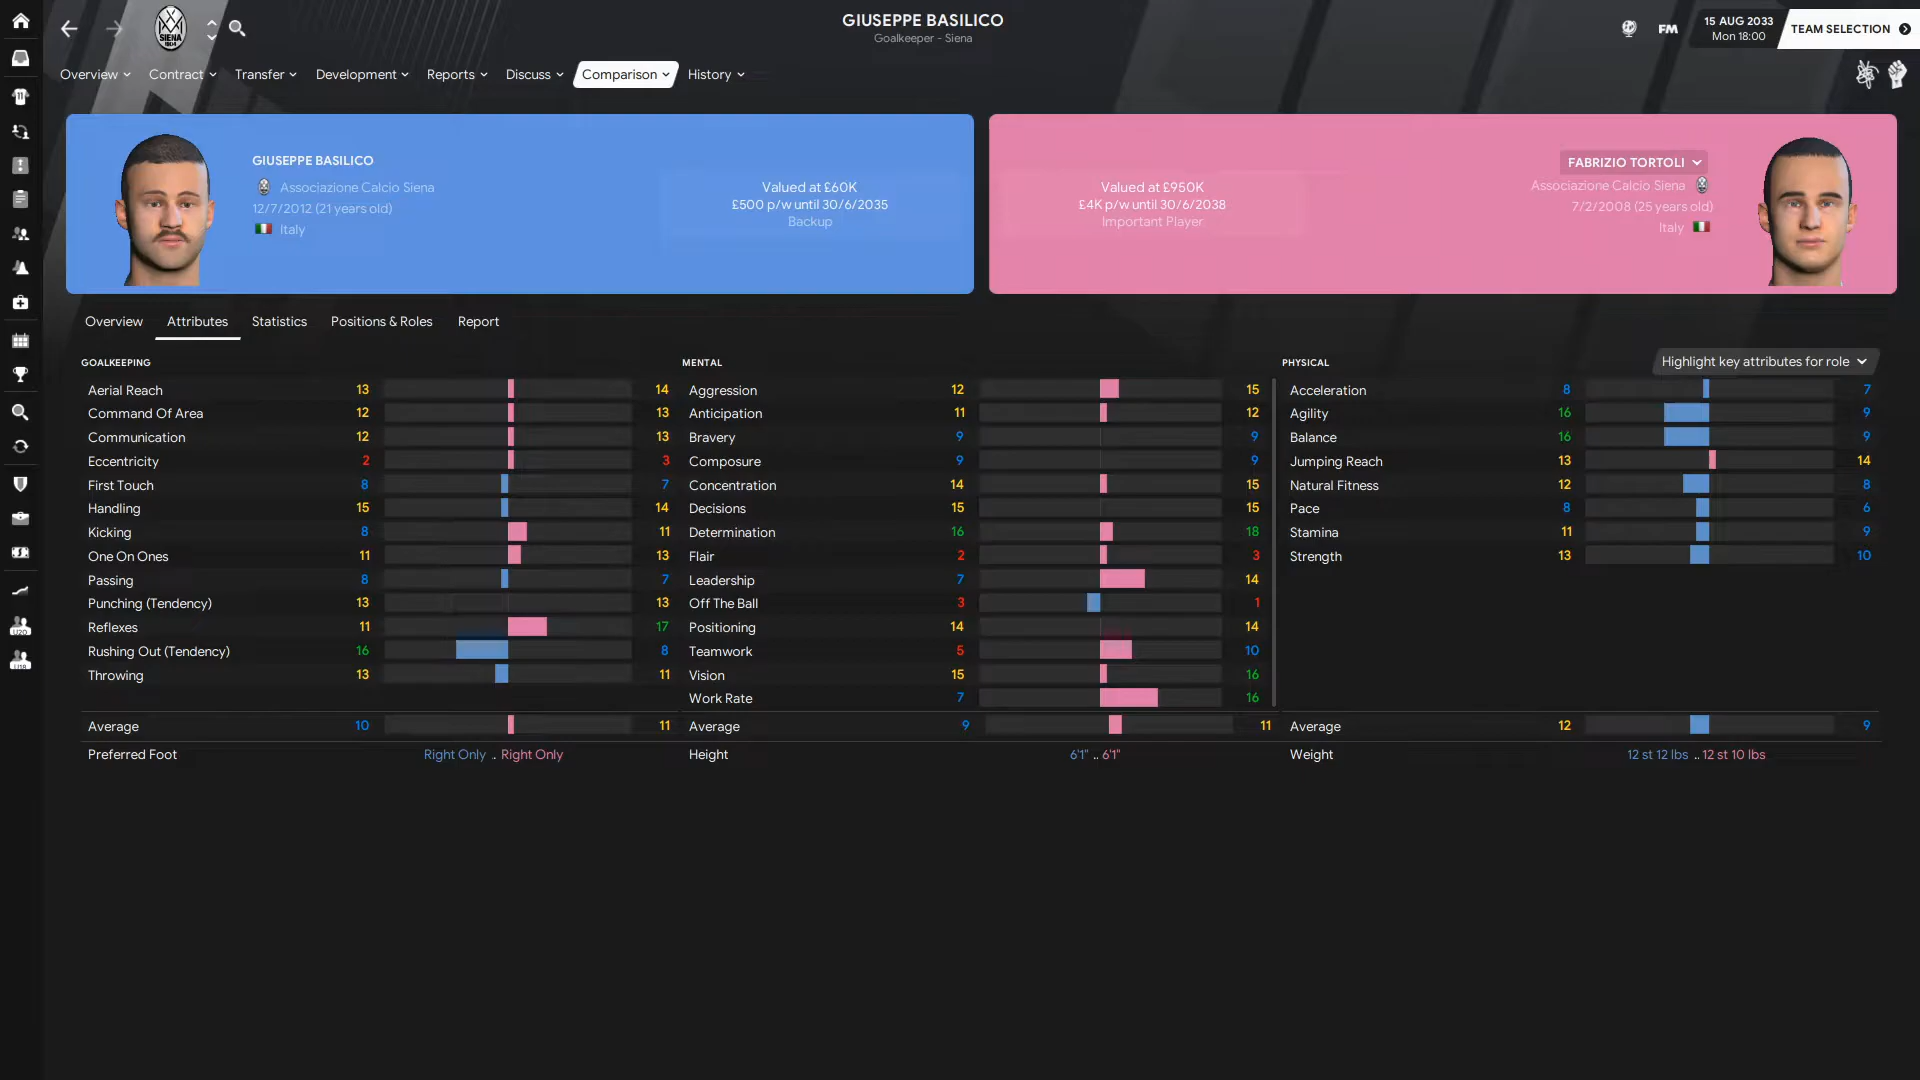 GIUSEPPE BASILICO
Goalkeeper - Siena
SIENA
1904
FM
15 AUG 2033
Mon 18:00
TEAM SELECTION
Overview
Contract
Transfer
Development
Reports
Discuss
Comparison
History
GIUSEPPE BASILICO
Associazione Calcio Siena
12/7/2012 (21 years old)
Italy
Valued at £60K
£500 p/w until 30/6/2035
Backup
Valued at £950K
£4K p/w until 30/6/2038
Important Player
FABRIZIO TORTOLI
Associazione Calcio Siena
7/2/2008 (25 years old)
Italy
Overview
Attributes
Statistics
Positions & Roles
Report
GOALKEEPING
Aerial Reach 13 14
Command Of Area 12 13
Communication 12 13
Eccentricity 2 3
First Touch 8 7
Handling 15 14
Kicking 8 11
One On Ones 11 13
Passing 8 7
Punching (Tendency) 13 13
Reflexes 11 17
Rushing Out (Tendency) 16 8
Throwing 13 11
Average 10 11
Preferred Foot Right Only .. Right Only
MENTAL
Aggression 12 15
Anticipation 11 12
Bravery 9 9
Composure 9 9
Concentration 14 15
Decisions 15 15
Determination 16 18
Flair 2 3
Leadership 7 14
Off The Ball 3 1
Positioning 14 14
Teamwork 5 10
Vision 15 16
Work Rate 7 16
Average 9 11
Height 6'1" .. 6'1"
PHYSICAL
Highlight key attributes for role
Acceleration 8 7
Agility 16 9
Balance 16 9
Jumping Reach 13 14
Natural Fitness 12 8
Pace 8 6
Stamina 11 9
Strength 13 10
Average 12 9
Weight 12 st 12 lbs .. 12 st 10 lbs
11
U20
U18